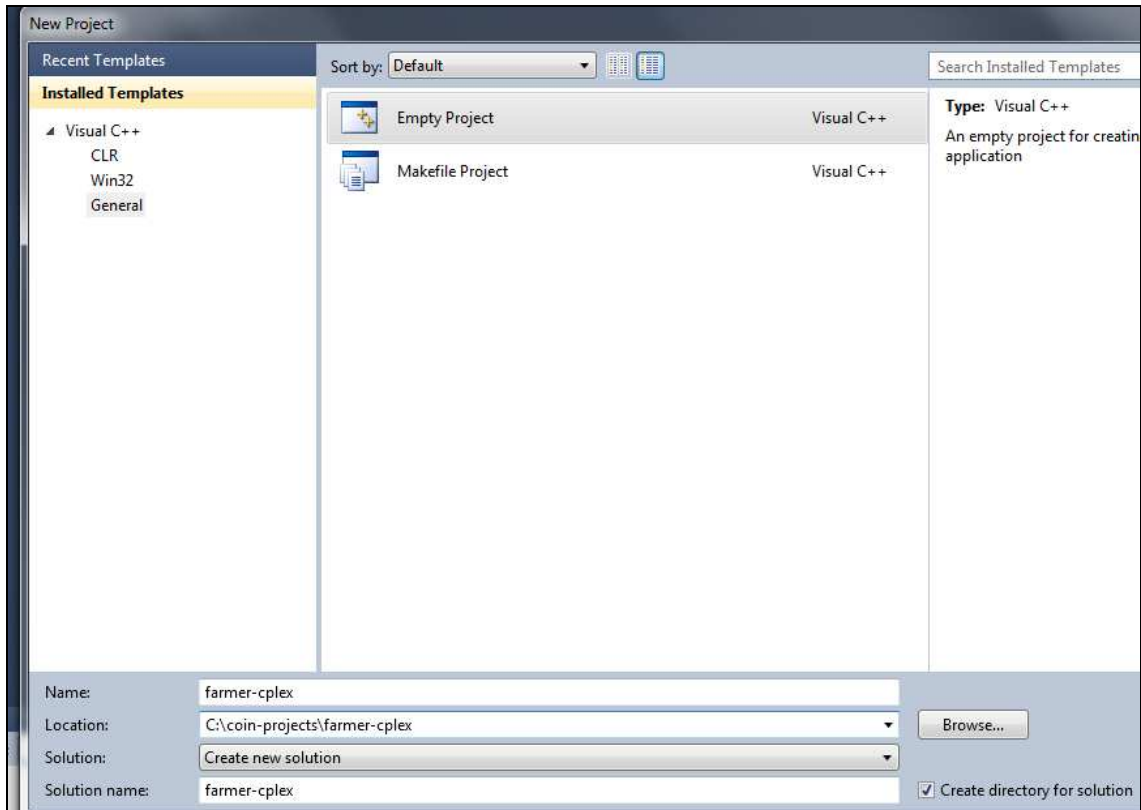 New Project
Recent Templates
Installed Templates
Visual C++
CLR
Win32
General
Sort by: Default
Empty Project Visual C++
Makefile Project Visual C++
Search Installed Templates
Type: Visual C++
An empty project for creatin
application
Name: farmer-cplex
Location: C:\coin-projects\farmer-cplex Browse...
Solution: Create new solution
Solution name: farmer-cplex Create directory for solution